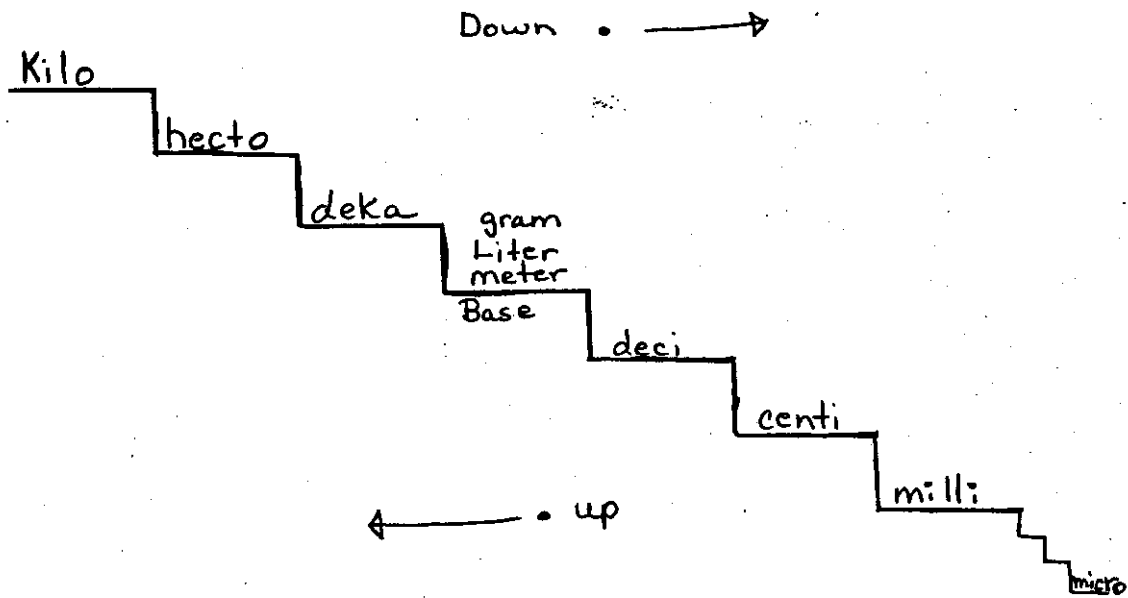 Down
Kilo
hecto
deka
gram
Liter
meter
Base
deci
centi
milli
up
micro